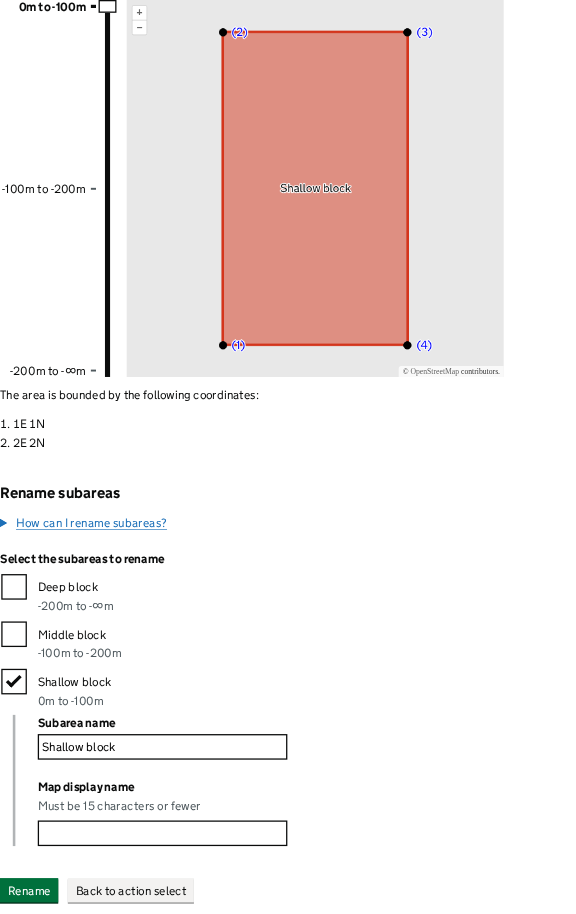 0m to -100m
+
−
(2)
(3)
-100m to -200m
Shallow block
(1)
(4)
-200m to -∞m
© OpenStreetMap contributors.
The area is bounded by the following coordinates:
1. 1E 1N
2. 2E 2N
Rename subareas
How can I rename subareas?
Select the subareas to rename
Deep block
-200m to -∞m
Middle block
-100m to -200m
Shallow block
0m to -100m
Subarea name
Shallow block
Map display name
Must be 15 characters or fewer
Rename
Back to action select